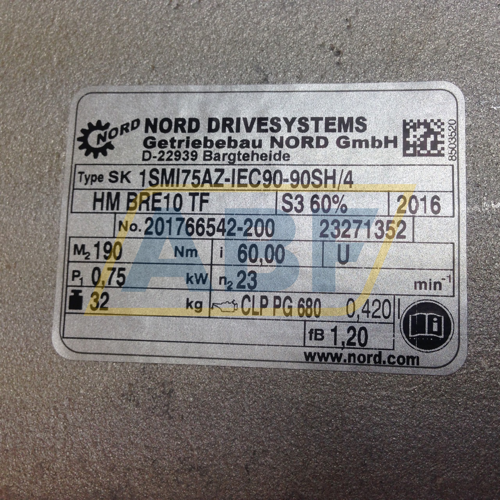 NORD NORD DRIVESYSTEMS
Getriebebau NORD GmbH
D-22939 Bargteheide
8503520
Type SK 1SMI75AZ-IEC90-90SH/4
HM BRE10 TF S3 60% 2016
No. 201766542-200 23271352
M₂ 190 Nm i 60,00 U
P₁ 0,75 kW n₂ 23 min⁻¹
32 kg CLP PG 680 0,420 l
fB 1,20
www.nord.com
ABF